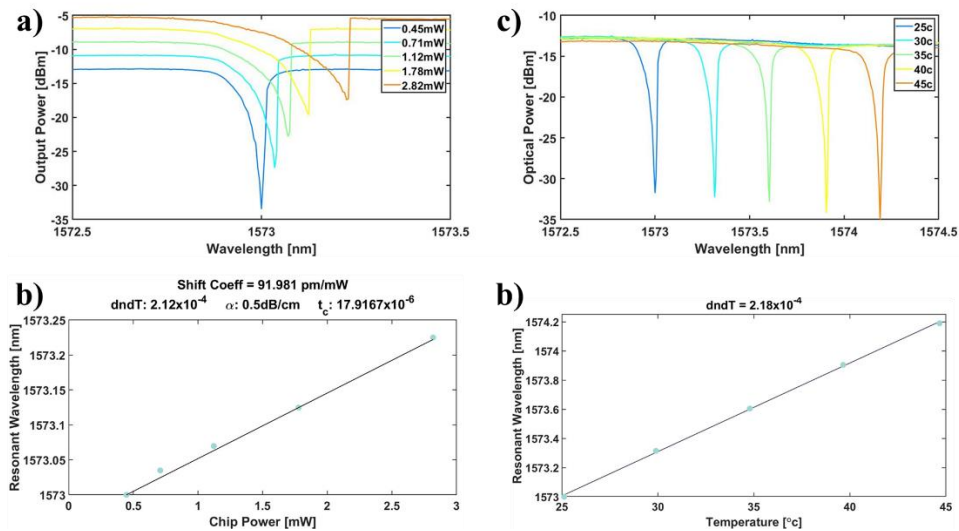 a)
-5
-10
-15
-20
-25
-30
-35
Output Power [dBm]
0.45mW
0.71mW
1.12mW
1.78mW
2.82mW
1572.5
1573
1573.5
Wavelength [nm]
c)
-10
-15
-20
-25
-30
-35
Optical Power [dBm]
25c
30c
35c
40c
45c
1572.5
1573
1573.5
1574
1574.5
Wavelength [nm]
b)
Shift Coeff = 91.981 pm/mW
dndT: 2.12x10⁻⁴ α: 0.5dB/cm t_c: 17.9167x10⁻⁶
1573.25
1573.2
1573.15
1573.1
1573.05
1573
Resonant Wavelength [nm]
0
0.5
1
1.5
2
2.5
3
Chip Power [mW]
b)
dndT = 2.18x10⁻⁴
1574.2
1574
1573.8
1573.6
1573.4
1573.2
1573
Resonant Wavelength [nm]
25
30
35
40
45
Temperature [°c]